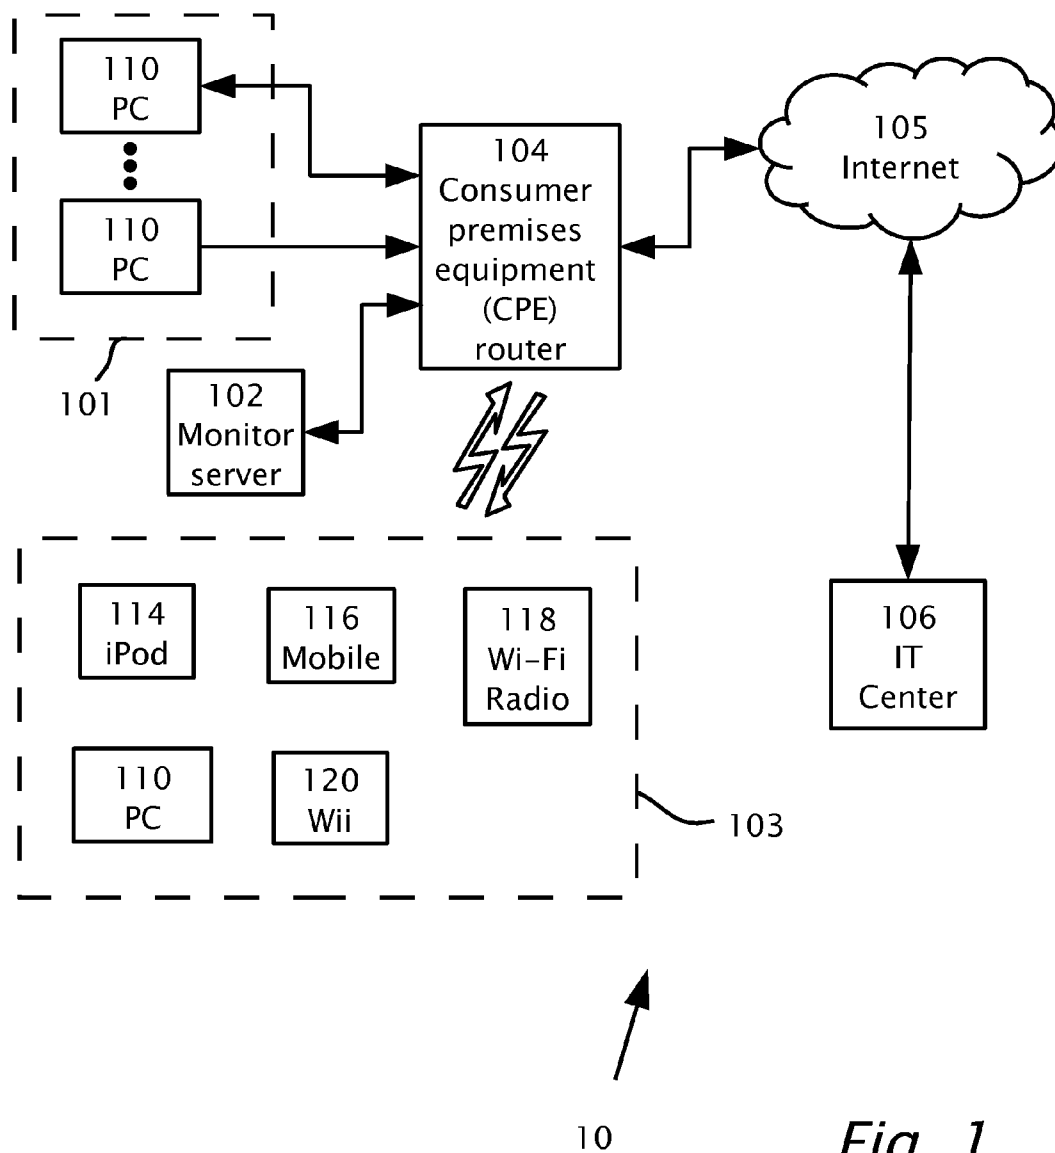 110
PC
110
PC
101
104
Consumer
premises
equipment
(CPE)
router
105
Internet
102
Monitor
server
114
iPod
116
Mobile
118
Wi-Fi
Radio
110
PC
120
Wii
103
106
IT
Center
10
Fig. 1